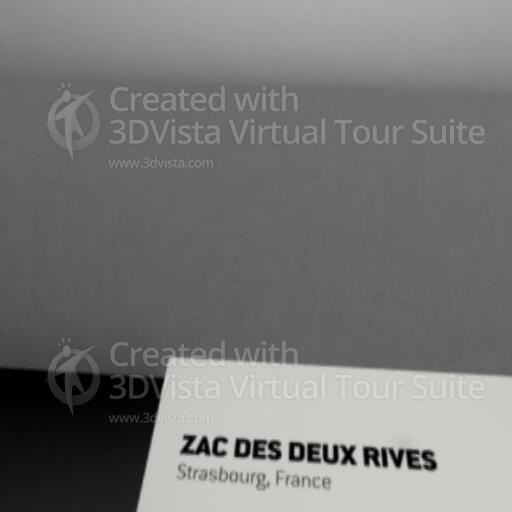 Created with
3DVista Virtual Tour Suite
www.3dvista.com
Created with
3DVista Virtual Tour Suite
www.3dvista.com
ZAC DES DEUX RIVES
Strasbourg, France